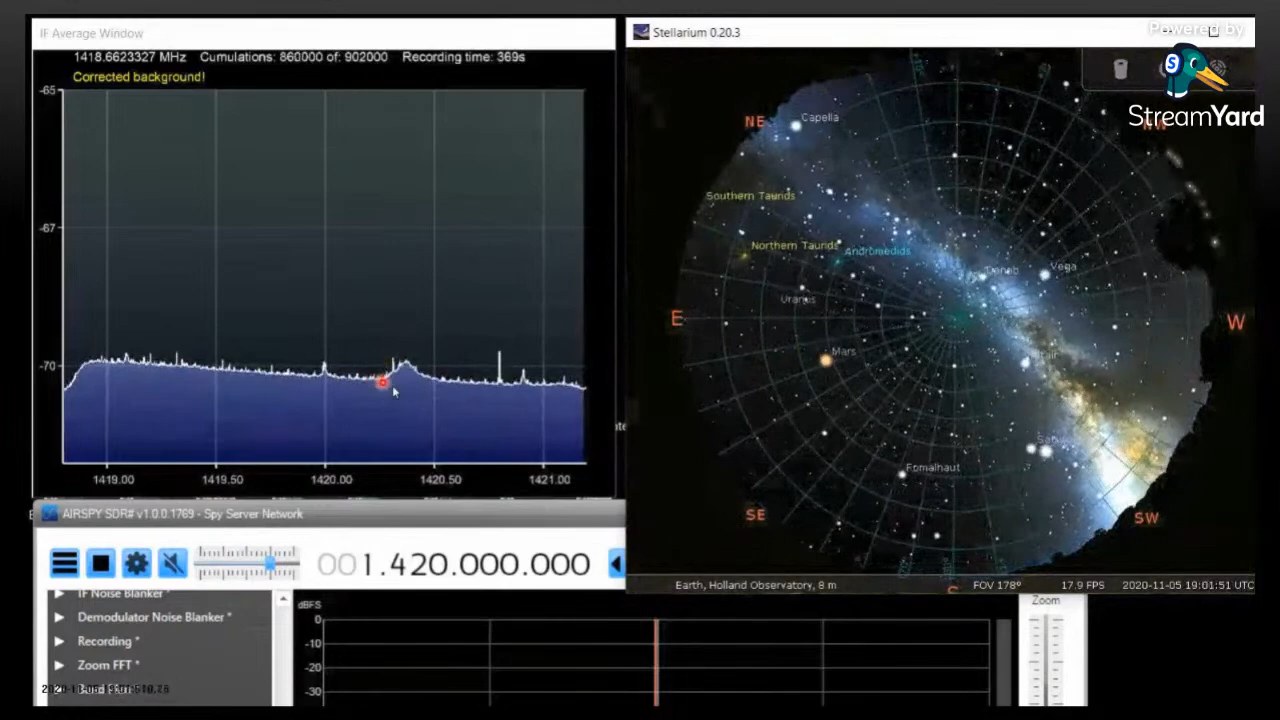 IF Average Window
1418.6623327 MHz Cumulations: 860000 of: 902000 Recording time: 369s
Corrected background!
-65
-67
-70
1419.00 1419.50 1420.00 1420.50 1421.00
Stellarium 0.20.3
Powered by
StreamYard
NE
Capella
Southern Taurids
Northern Taurids
Andromedids
Deneb
Vega
Uranus
E
W
Mars
Fomalhaut
SE
SW
S
Earth, Holland Observatory, 8 m FOV 178° 17.9 FPS 2020-11-05 19:01:51 UTC
AIRSPY SDR# v1.0.0.1769 - Spy Server Network
001.420.000.000
IF Noise Blanker *
Demodulator Noise Blanker *
Recording *
Zoom FFT *
dBFS
0
-10
-20
-30
Zoom